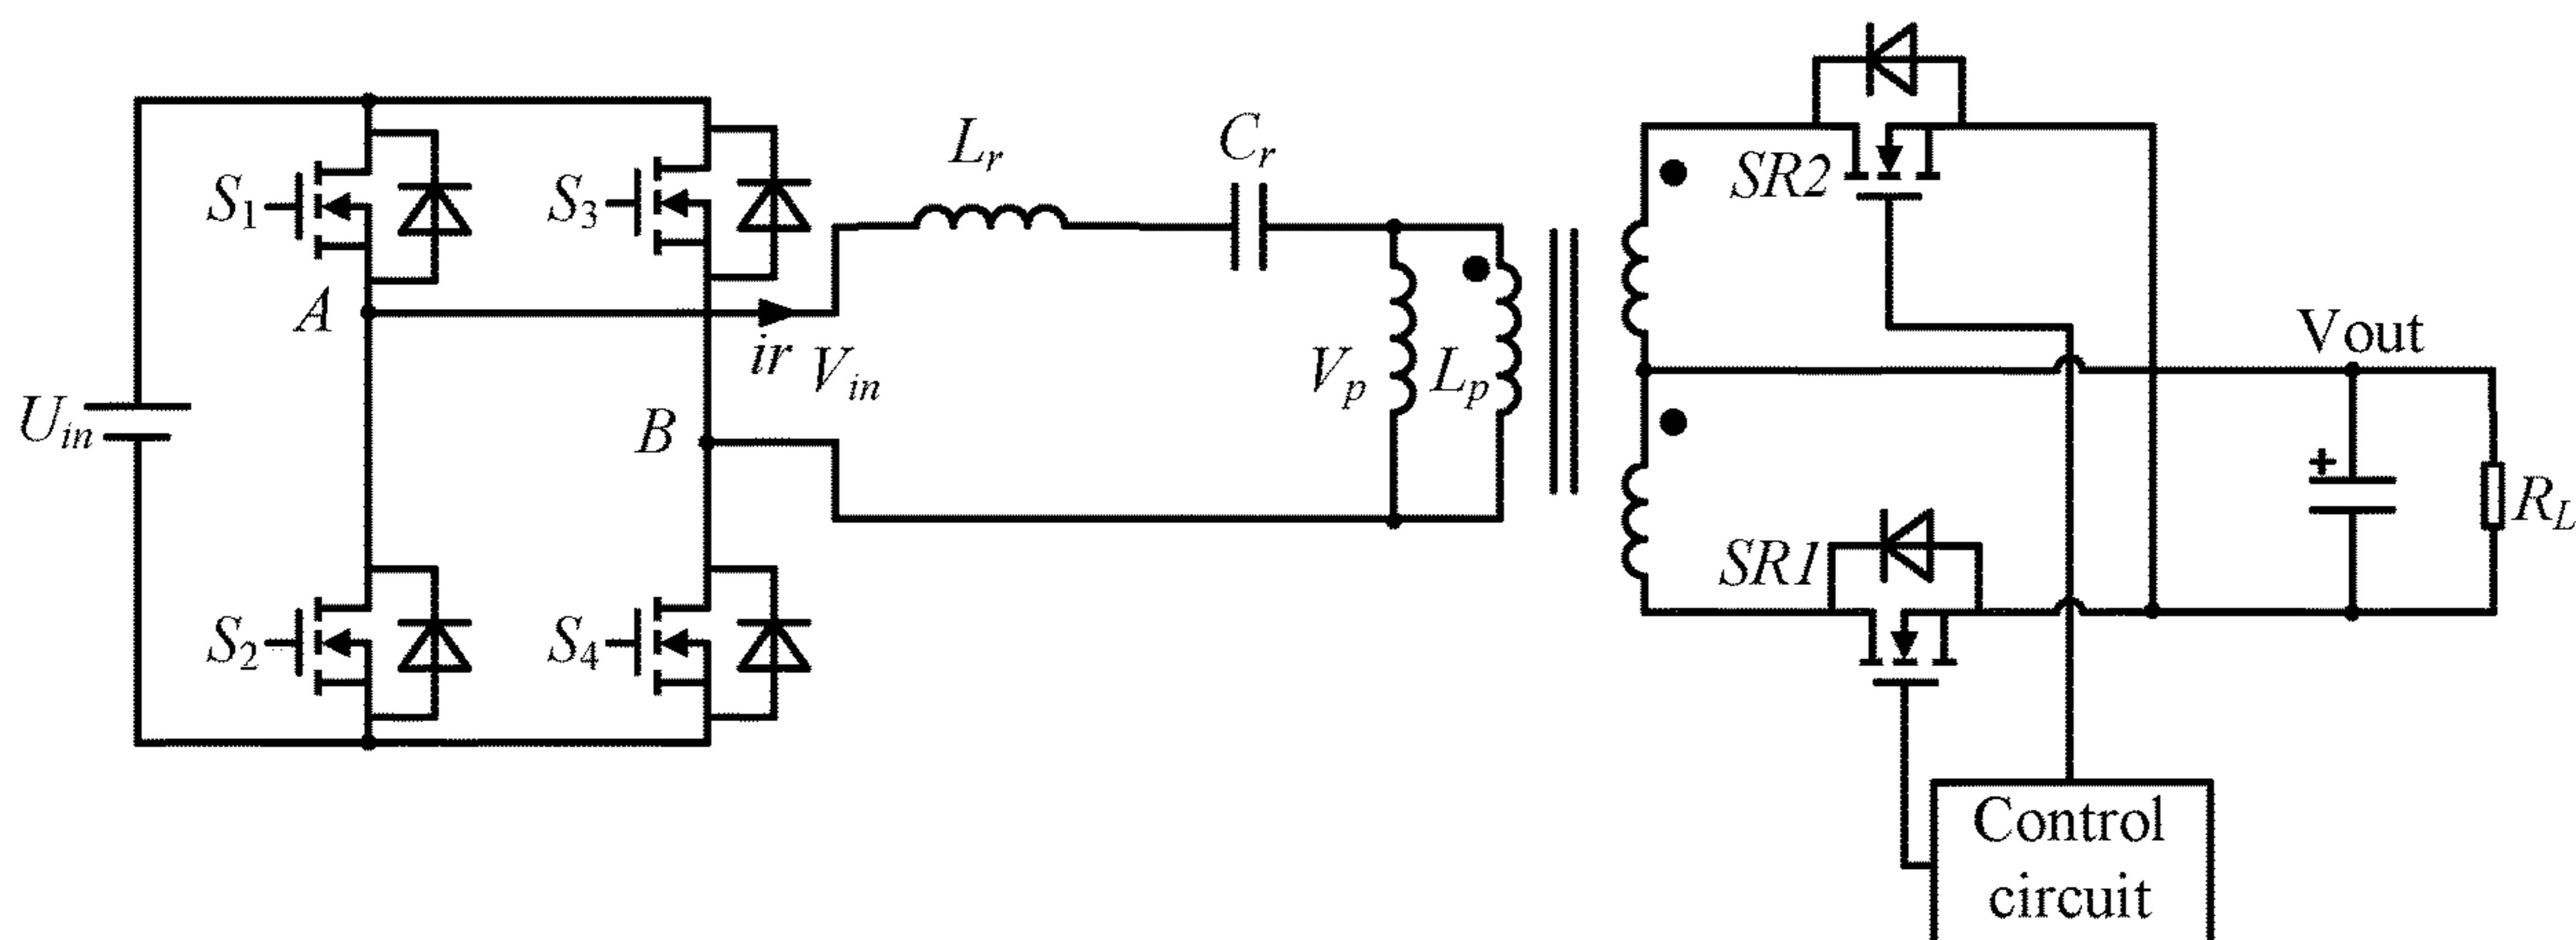 S1
S3
Lr
Cr
SR2
A
ir
Vin
Vp
Lp
Vout
Uin
B
+
RL
SR1
S2
S4
Control
circuit